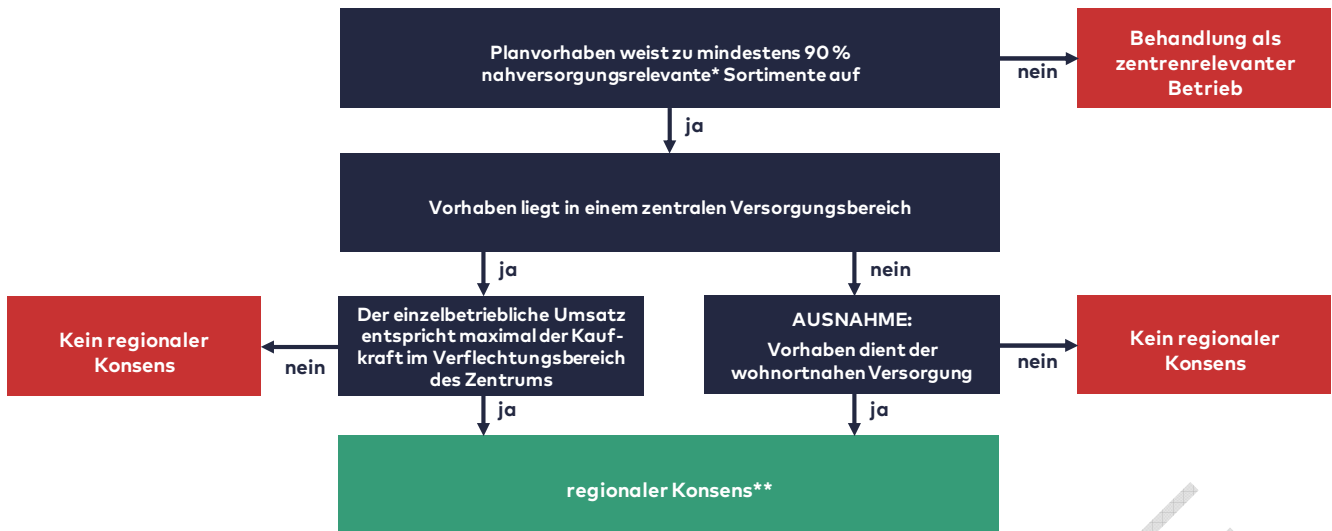 Planvorhaben weist zu mindestens 90 %
nahversorgungsrelevante* Sortimente auf
nein
Behandlung als
zentrenrelevanter
Betrieb
ja
Vorhaben liegt in einem zentralen Versorgungsbereich
ja
nein
Kein regionaler
Konsens
nein
Der einzelbetriebliche Umsatz
entspricht maximal der Kauf-
kraft im Verflechtungsbereich
des Zentrums
AUSNAHME:
Vorhaben dient der
wohnortnahen Versorgung
nein
Kein regionaler
Konsens
ja
ja
regionaler Konsens**